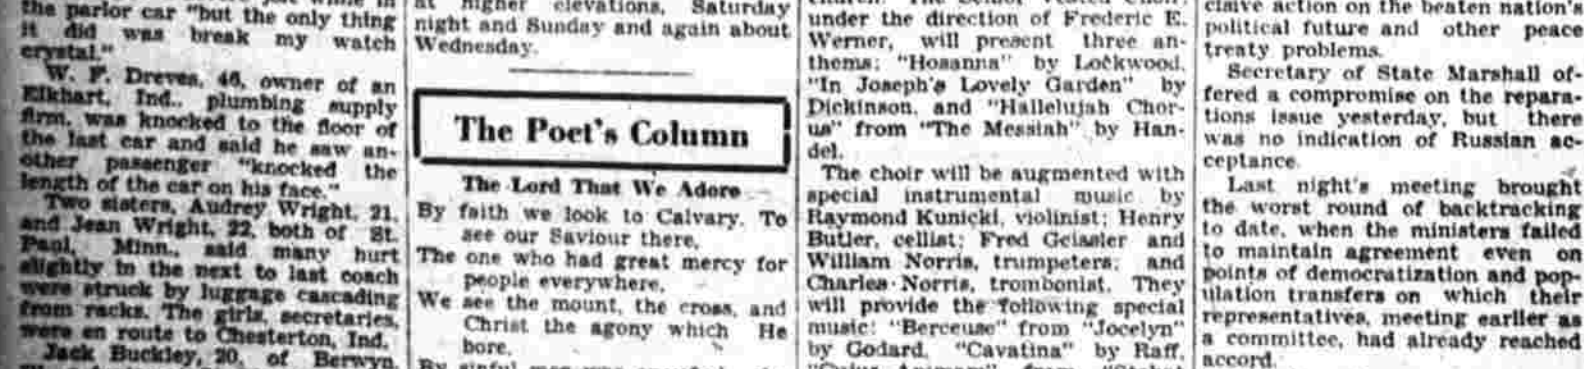 the parlor car "but the only thing
it did was break my watch
crystal."
W. F. Dreves, 46, owner of an
Elkhart, Ind., plumbing supply
firm, was knocked to the floor of
the last car and said he saw an-
other passenger "knocked the
length of the car on his face."
Two sisters, Audrey Wright, 21,
and Jean Wright, 22, both of St.
Paul, Minn., said many hurt
slightly in the next to last coach
were struck by luggage cascading
from racks. The girls, secretaries,
were en route to Chesterton, Ind.
Jack Buckley, 20, of Berwyn,
at higher elevations, Saturday
night and Sunday and again about
Wednesday.
The Poet's Column
The Lord That We Adore
By faith we look to Calvary. To
see our Saviour there,
The one who had great mercy for
people everywhere.
We see the mount, the cross, and
Christ the agony which He
bore.
under the direction of Frederic E.
Werner, will present three an-
thems: "Hosanna" by Lockwood,
"In Joseph's Lovely Garden" by
Dickinson, and "Hallelujah Chor-
us" from "The Messiah" by Han-
del.
The choir will be augmented with
special instrumental music by
Raymond Kunicki, violinist; Henry
Butler, cellist; Fred Geissler and
William Norris, trumpeters; and
Charles Norris, trombonist. They
will provide the following special
music: "Berceuse" from "Jocelyn"
by Godard, "Cavatina" by Raff,
claive action on the beaten nation's
political future and other peace
treaty problems.
Secretary of State Marshall of-
fered a compromise on the repara-
tions issue yesterday, but there
was no indication of Russian ac-
ceptance.
Last night's meeting brought
the worst round of backtracking
to date, when the ministers failed
to maintain agreement even on
points of democratization and pop-
ulation transfers on which their
representatives, meeting earlier as
a committee, had already reached
accord.